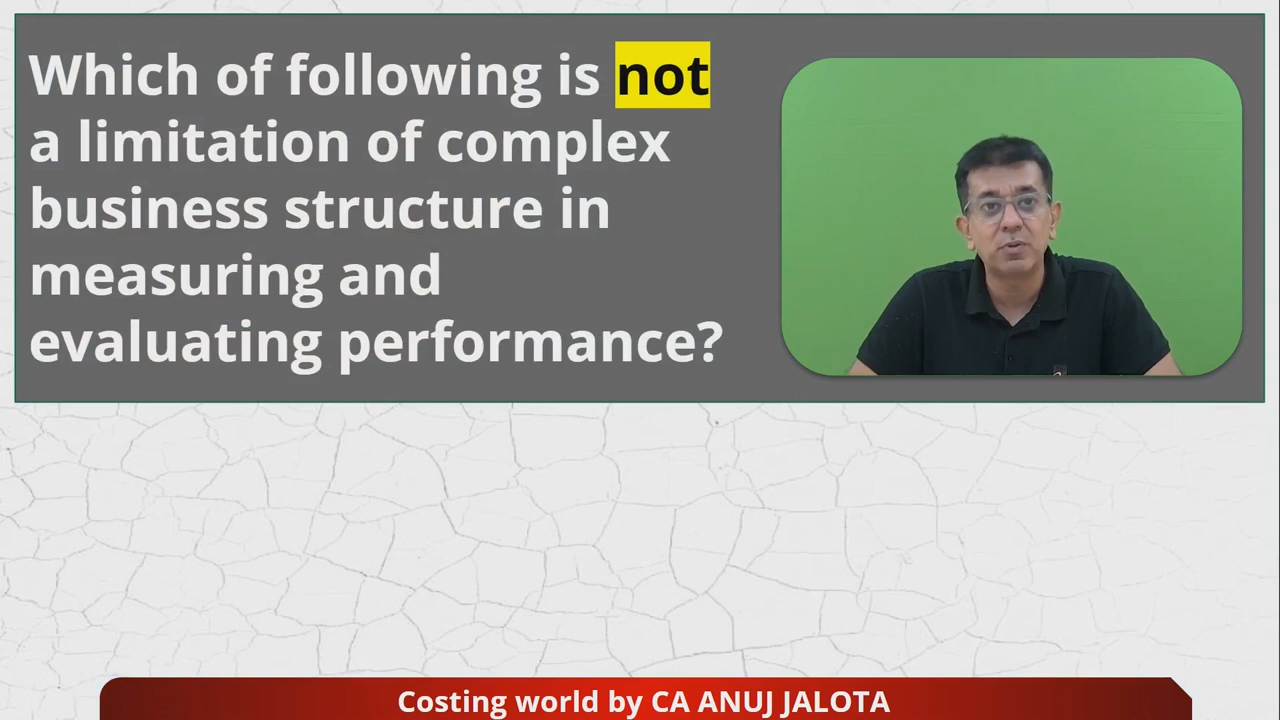 Which of following is not
a limitation of complex
business structure in
measuring and
evaluating performance?
Costing world by CA ANUJ JALOTA